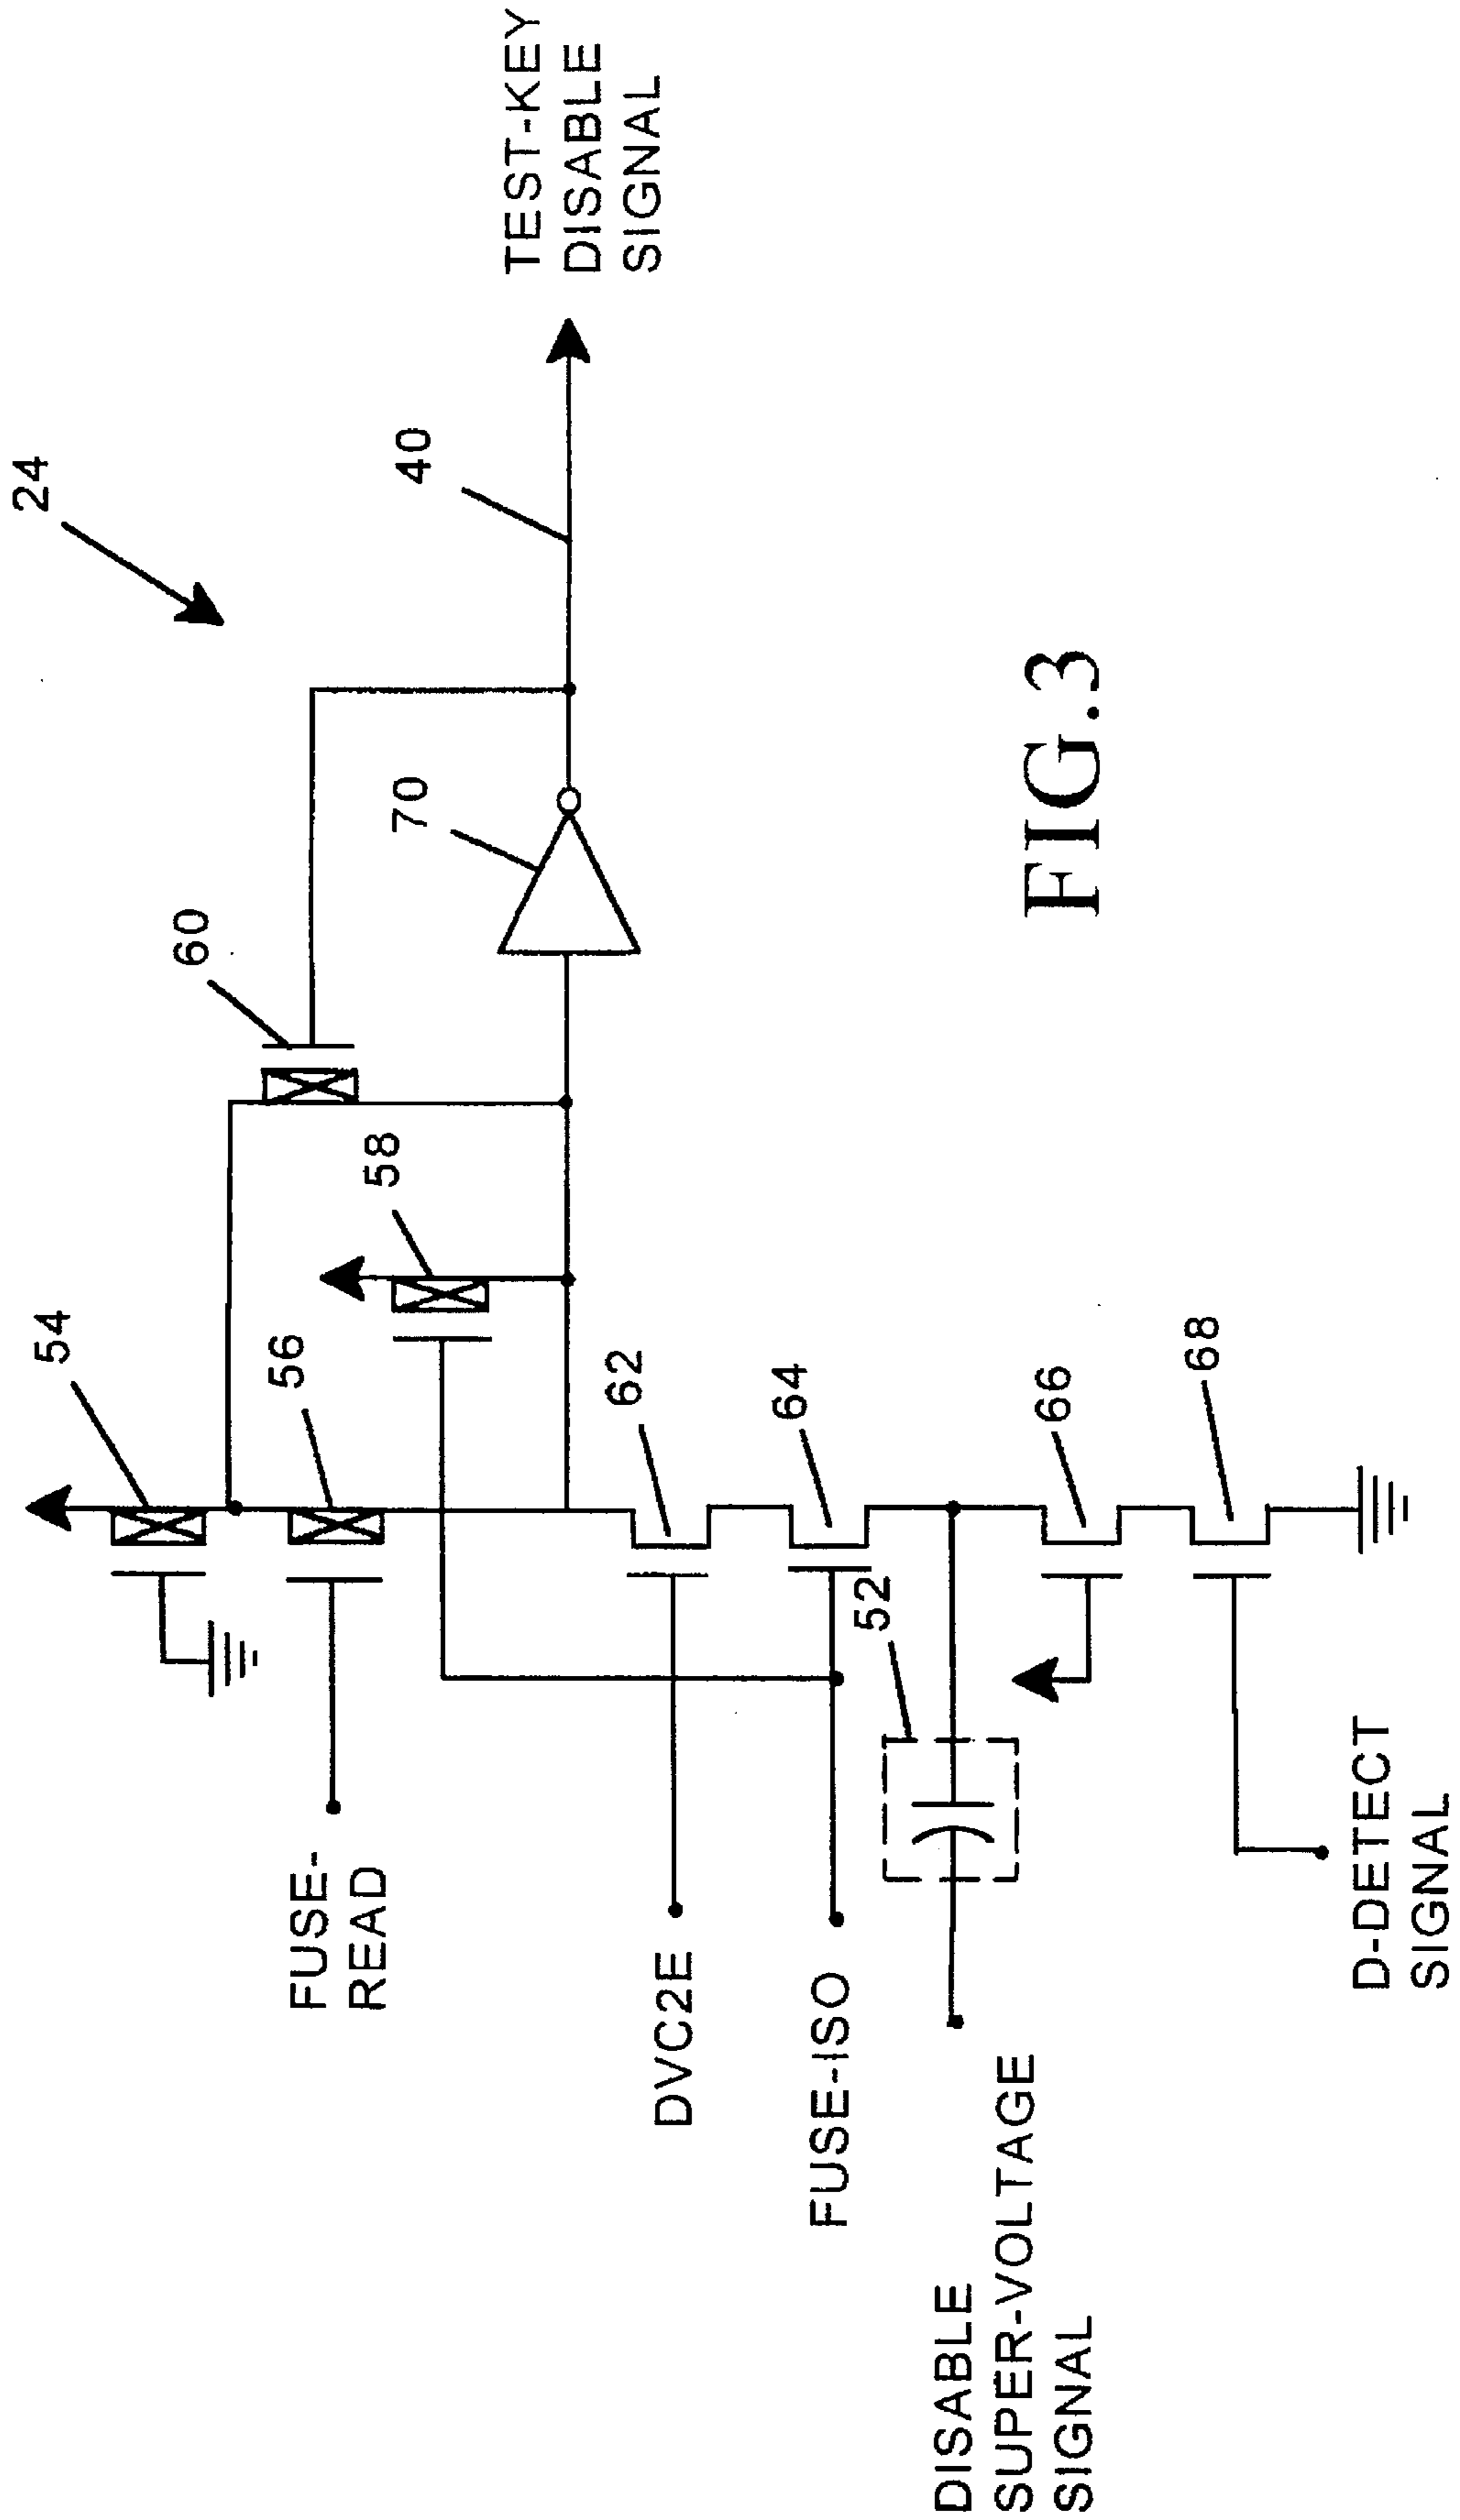 24
54
60
56
58
70
40
FUSE-
READ
TEST-KEY
DISABLE
SIGNAL
62
DVC2E
64
FUSE-ISO
52
66
DISABLE
SUPER-VOLTAGE
SIGNAL
68
D-DETECT
SIGNAL
FIG.3